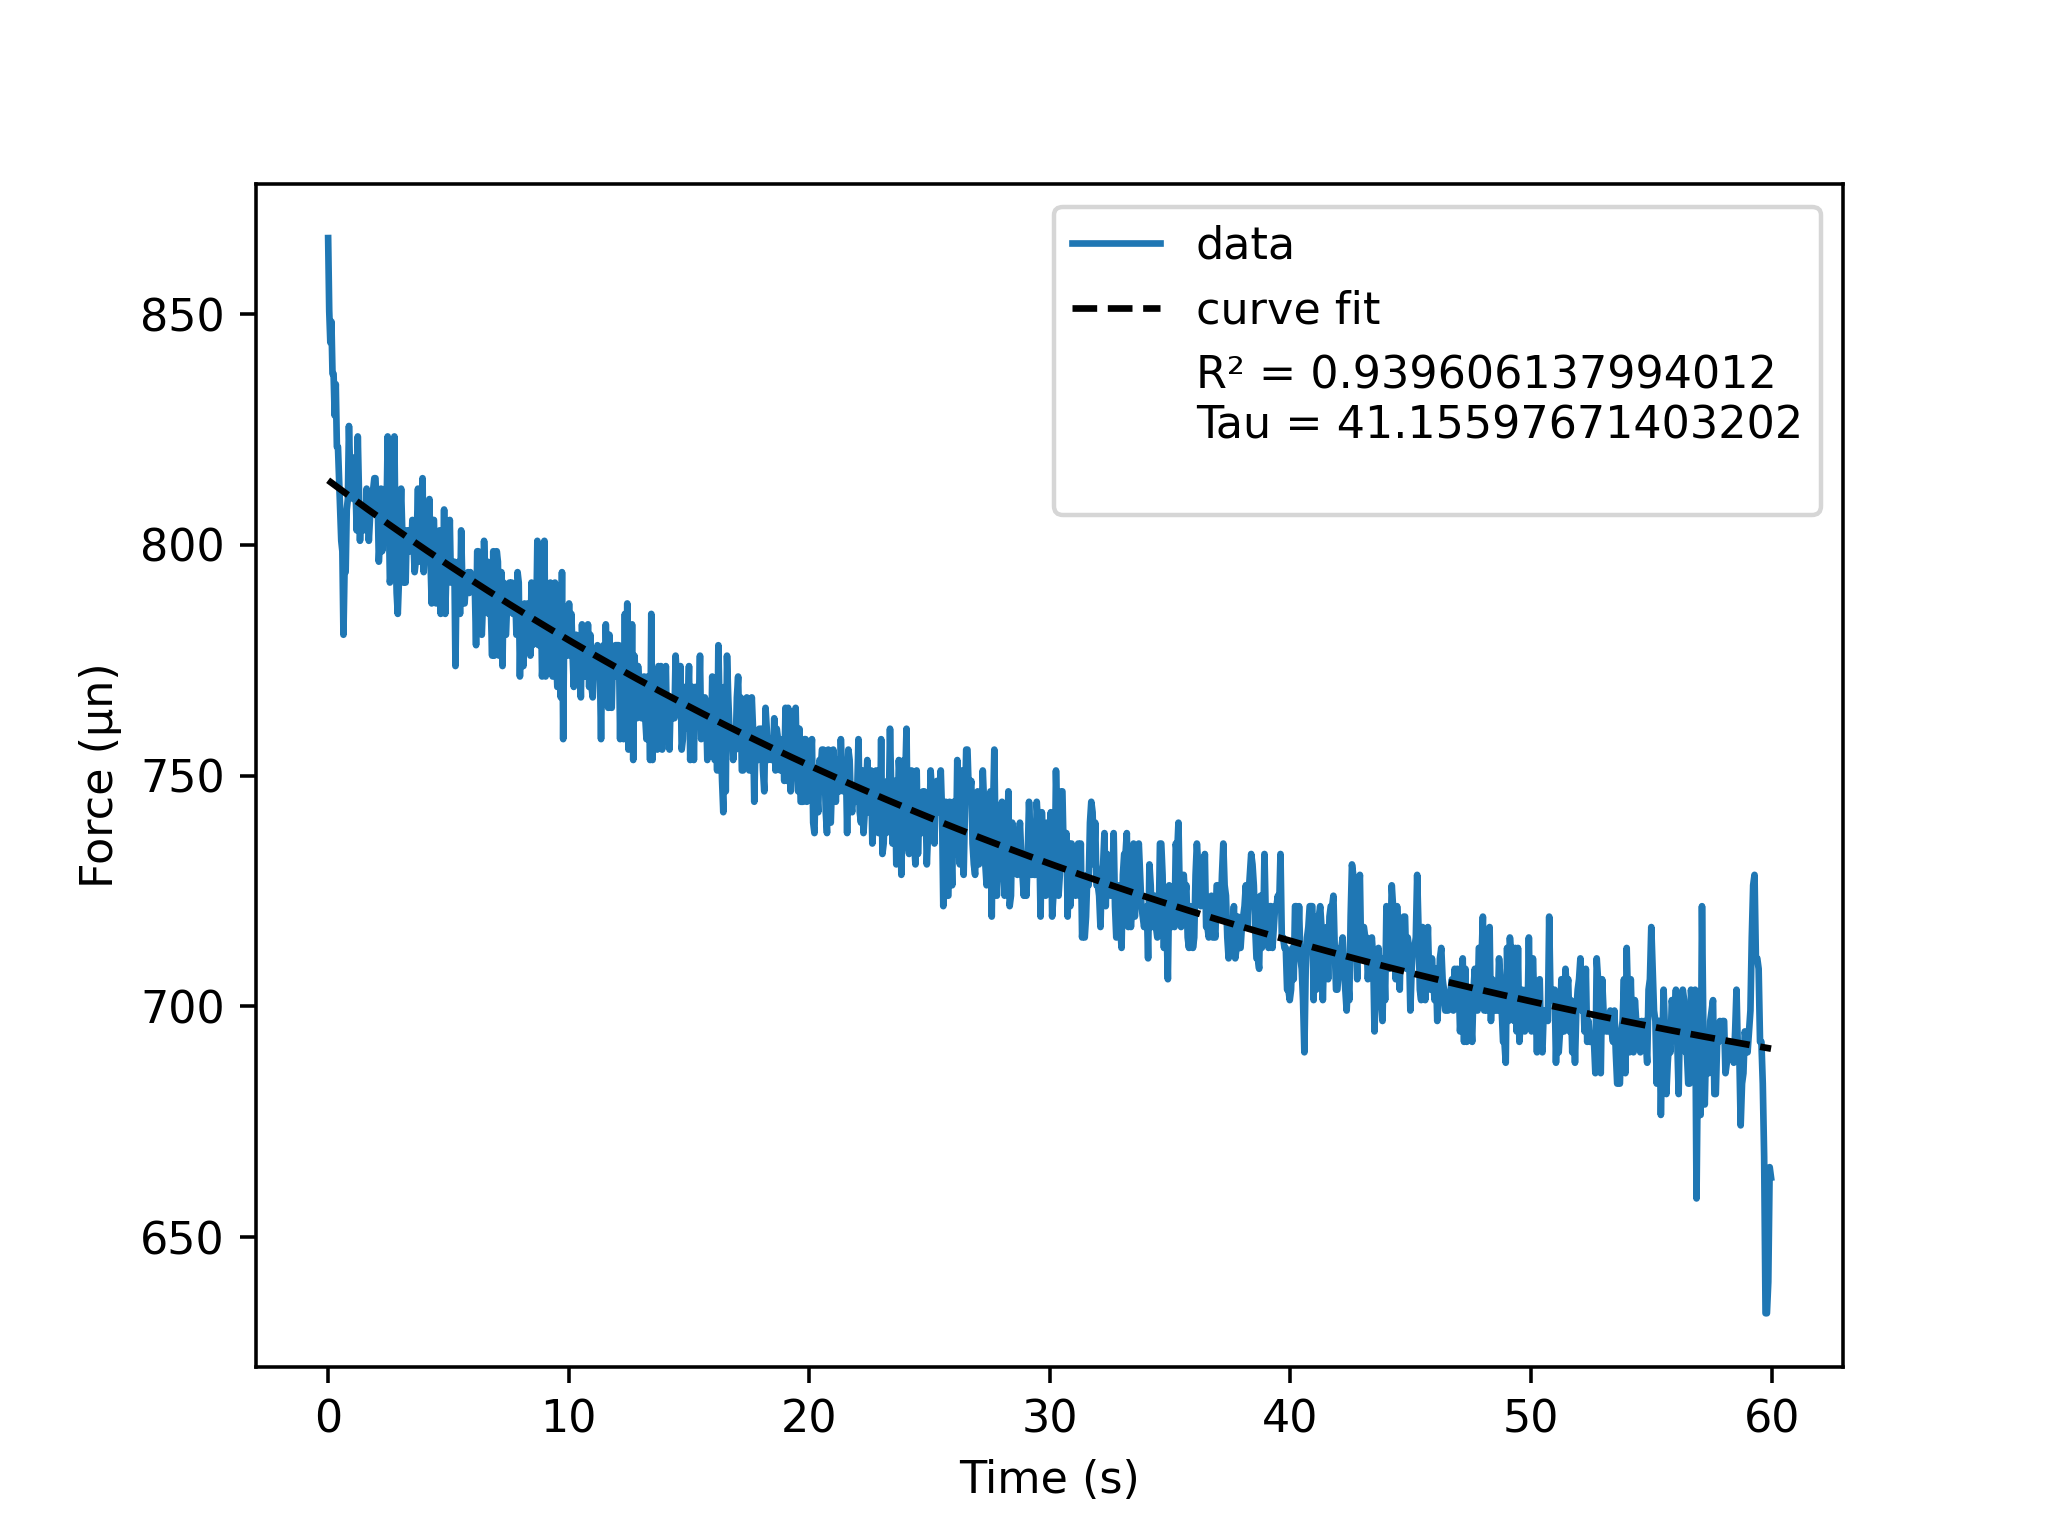 data
curve fit
R² = 0.939606137994012
Tau = 41.15597671403202
850
800
750
700
650
Force (µn)
0 10 20 30 40 50 60
Time (s)